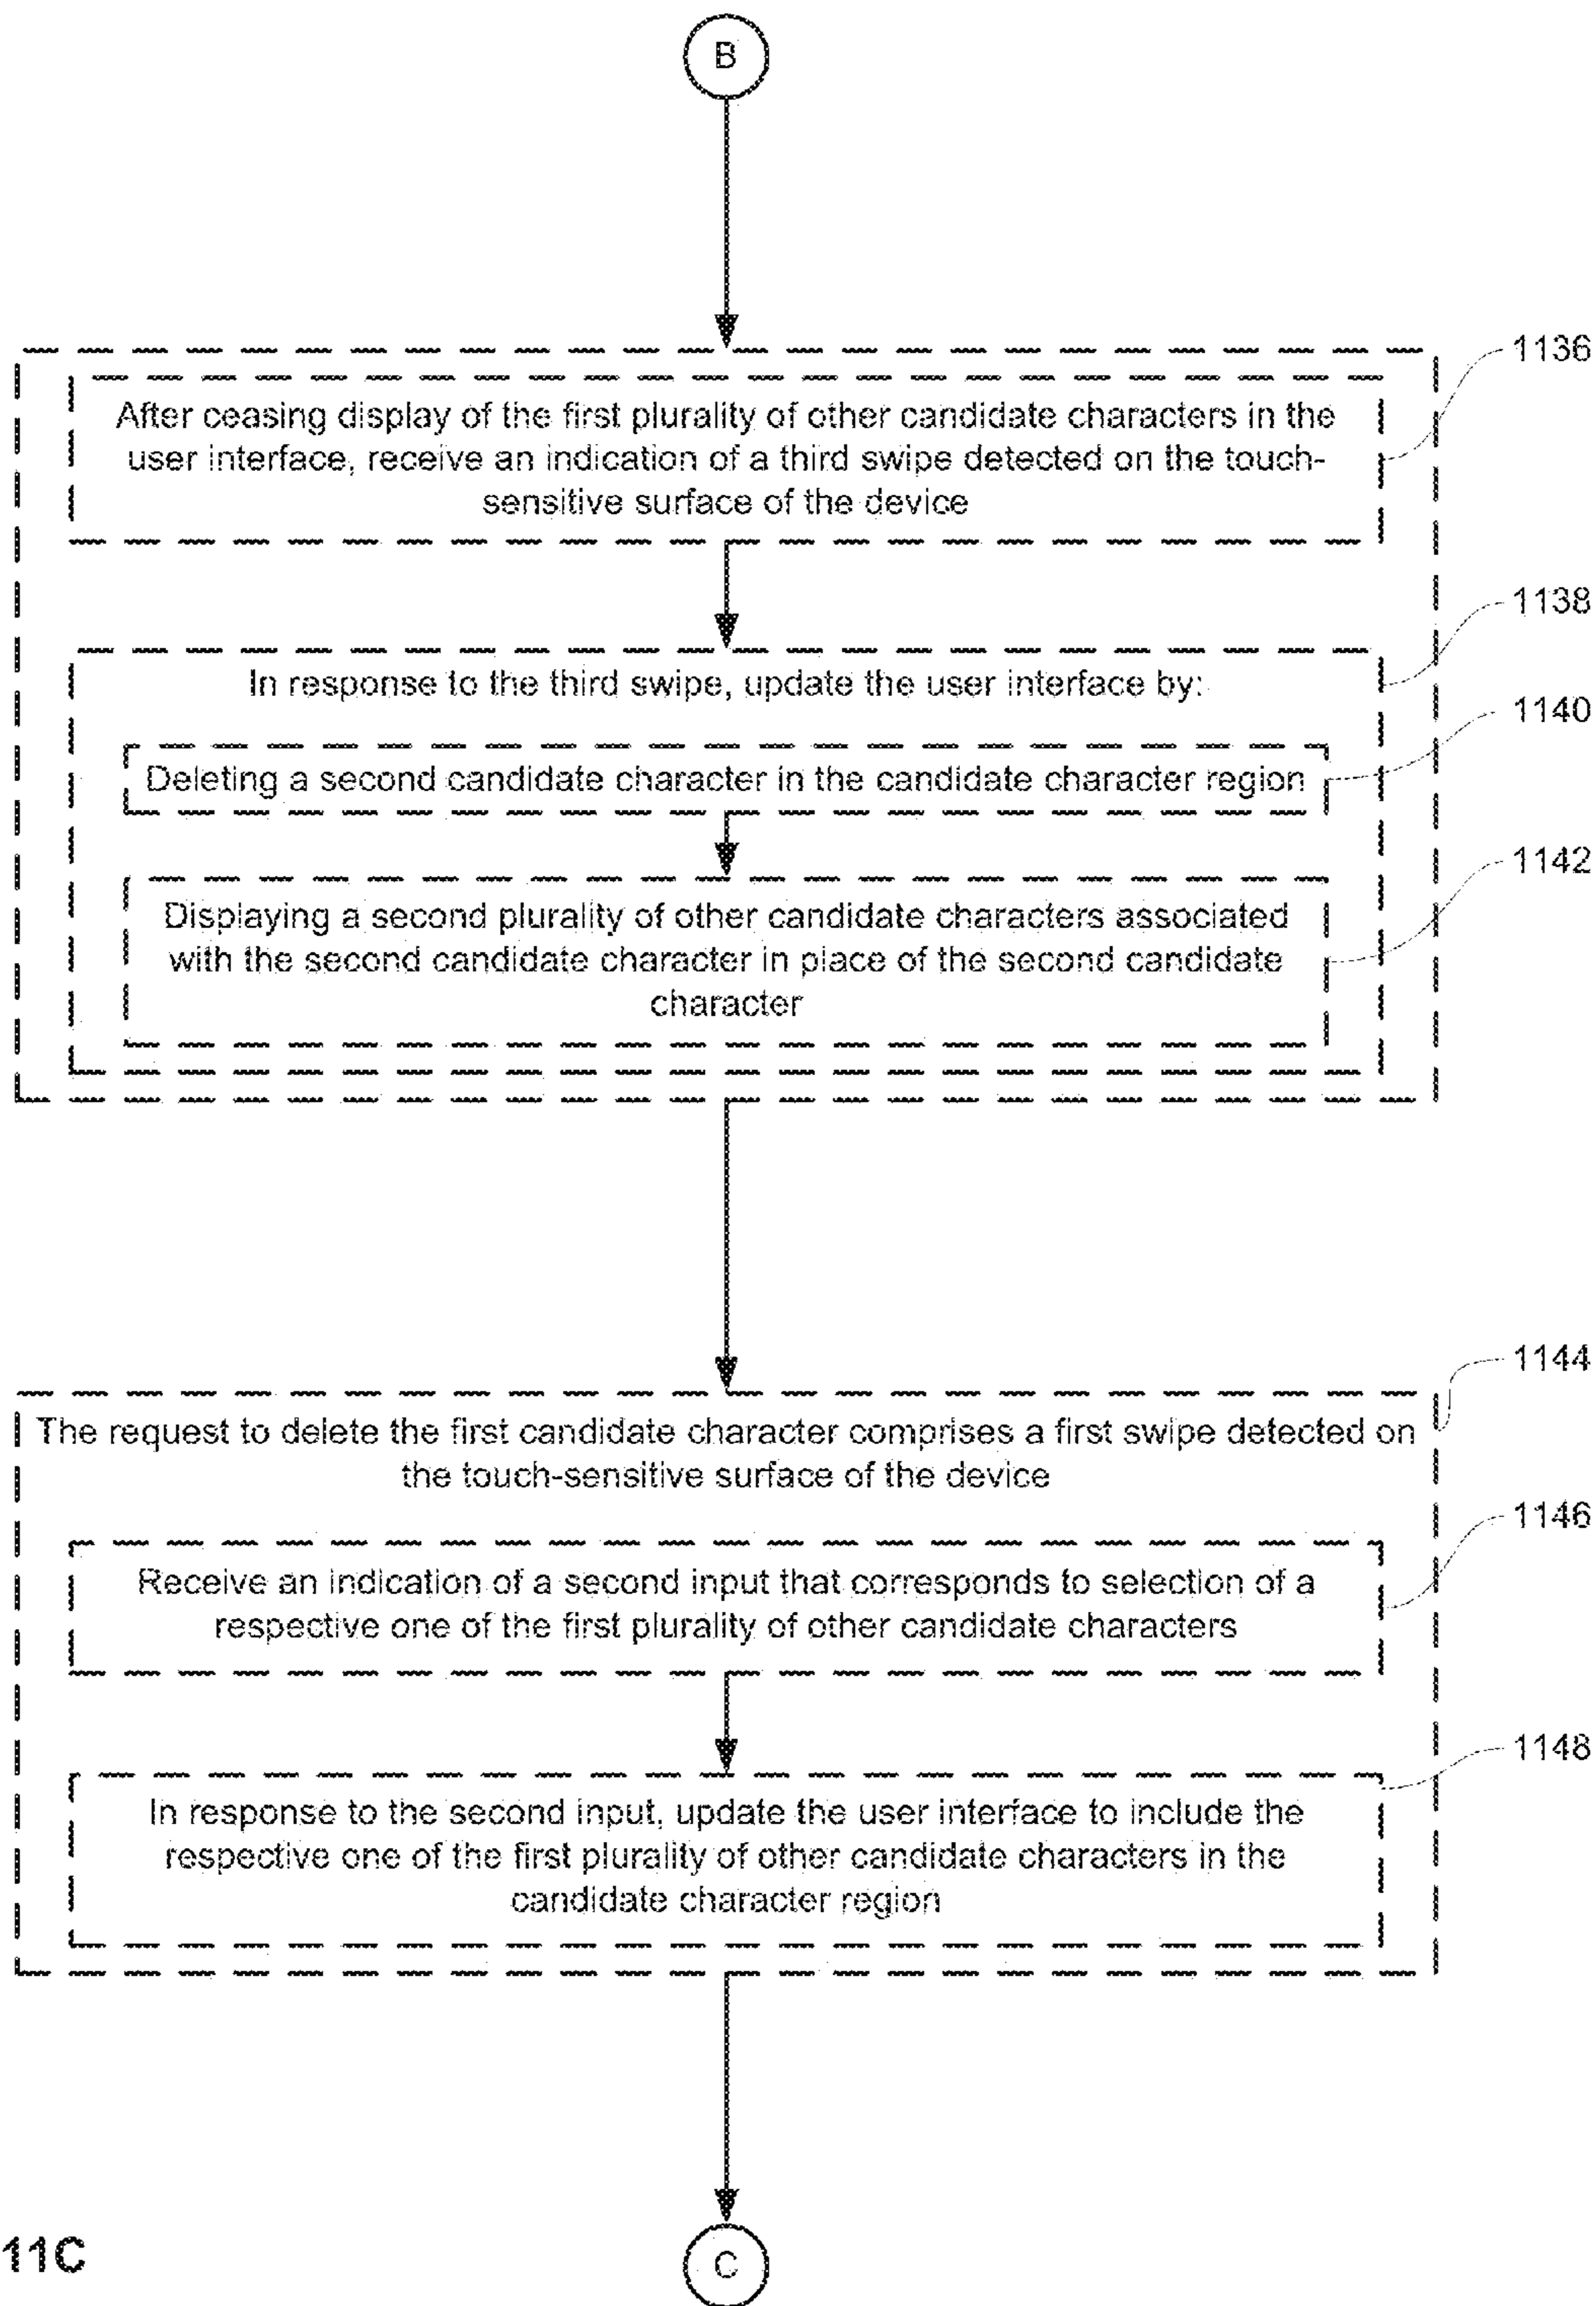 B
1136
After ceasing display of the first plurality of other candidate characters in the
user interface, receive an indication of a third swipe detected on the touch-
sensitive surface of the device
1138
In response to the third swipe, update the user interface by:
1140
Deleting a second candidate character in the candidate character region
1142
Displaying a second plurality of other candidate characters associated
with the second candidate character in place of the second candidate
character
1144
The request to delete the first candidate character comprises a first swipe detected on
the touch-sensitive surface of the device
1146
Receive an indication of a second input that corresponds to selection of a
respective one of the first plurality of other candidate characters
1148
In response to the second input, update the user interface to include the
respective one of the first plurality of other candidate characters in the
candidate character region
11C
C